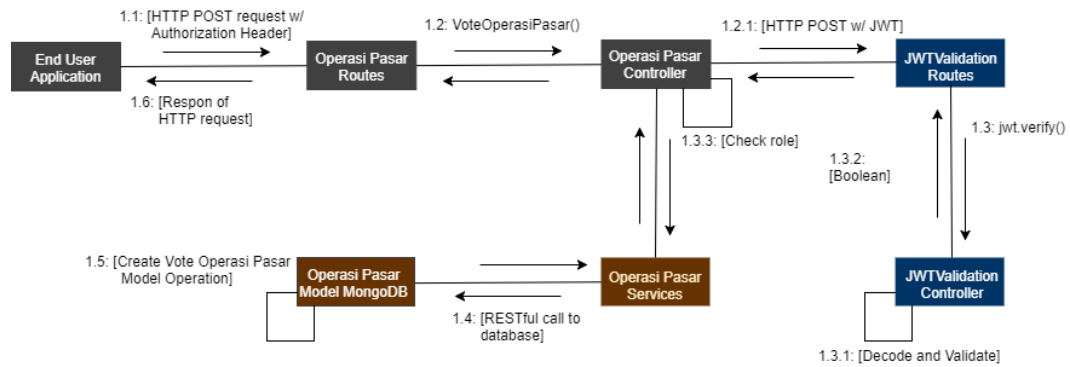 1.1: [HTTP POST request w/
Authorization Header]
1.2: VoteOperasiPasar()
1.2.1: [HTTP POST w/ JWT]
End User
Application
Operasi Pasar
Routes
Operasi Pasar
Controller
JWTValidation
Routes
1.6: [Respon of
HTTP request]
1.3.3: [Check role]
1.3: jwt.verify()
1.3.2:
[Boolean]
1.5: [Create Vote Operasi Pasar
Model Operation]
Operasi Pasar
Model MongoDB
Operasi Pasar
Services
JWTValidation
Controller
1.4: [RESTful call to
database]
1.3.1: [Decode and Validate]